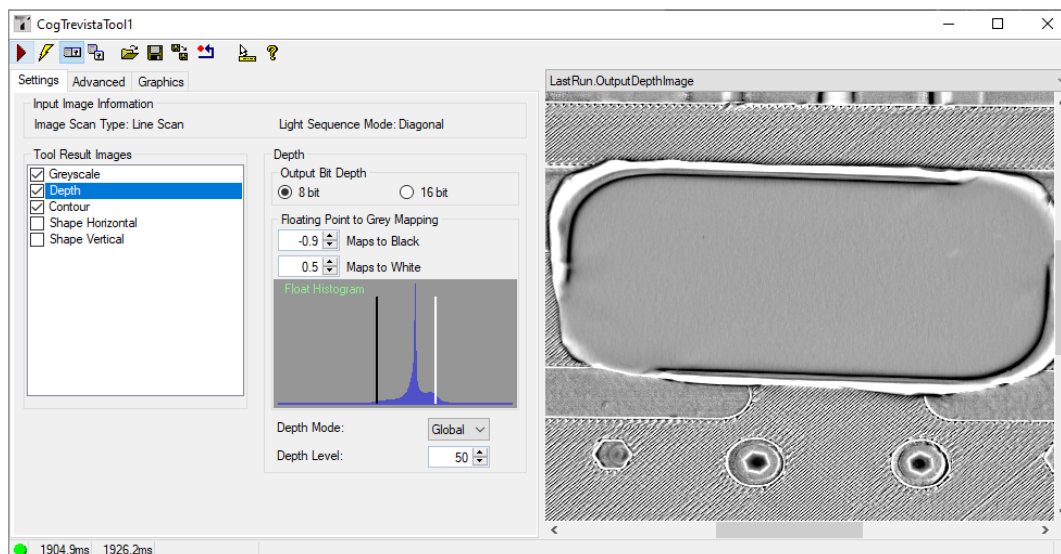 CogTrevistaTool1
Settings Advanced Graphics
Input Image Information
Image Scan Type: Line Scan
Light Sequence Mode: Diagonal
Tool Result Images
Greyscale
Depth
Contour
Shape Horizontal
Shape Vertical
Depth
Output Bit Depth
8 bit 16 bit
Floating Point to Grey Mapping
-0.9 Maps to Black
0.5 Maps to White
Float Histogram
Depth Mode: Global
Depth Level: 50
LastRun.OutputDepthImage
1904.9ms 1926.2ms